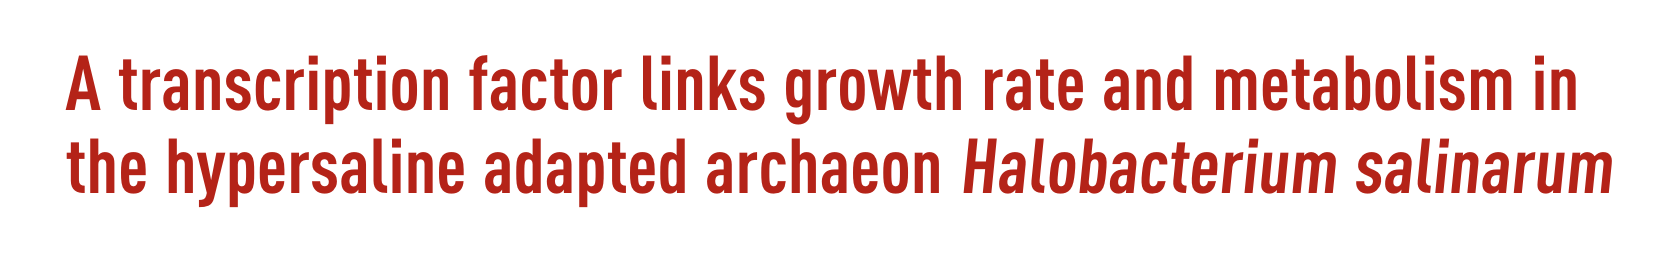 A transcription factor links growth rate and metabolism in
the hypersaline adapted archaeon Halobacterium salinarum